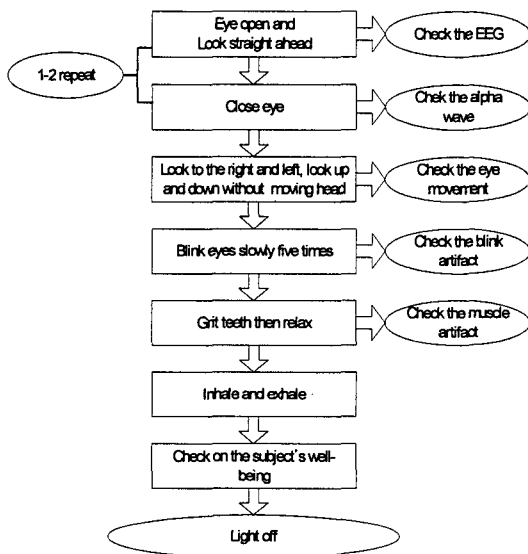 Eye open and
Look straight ahead
Check the EEG
1-2 repeat
Close eye
Chek the alpha
wave
Look to the right and left, look up
and down without moving head
Check the eye
movement
Blink eyes slowly five times
Check the blink
artifact
Grit teeth then relax
Check the muscle
artifact
Inhale and exhale
Check on the subject's well-
being
Light off